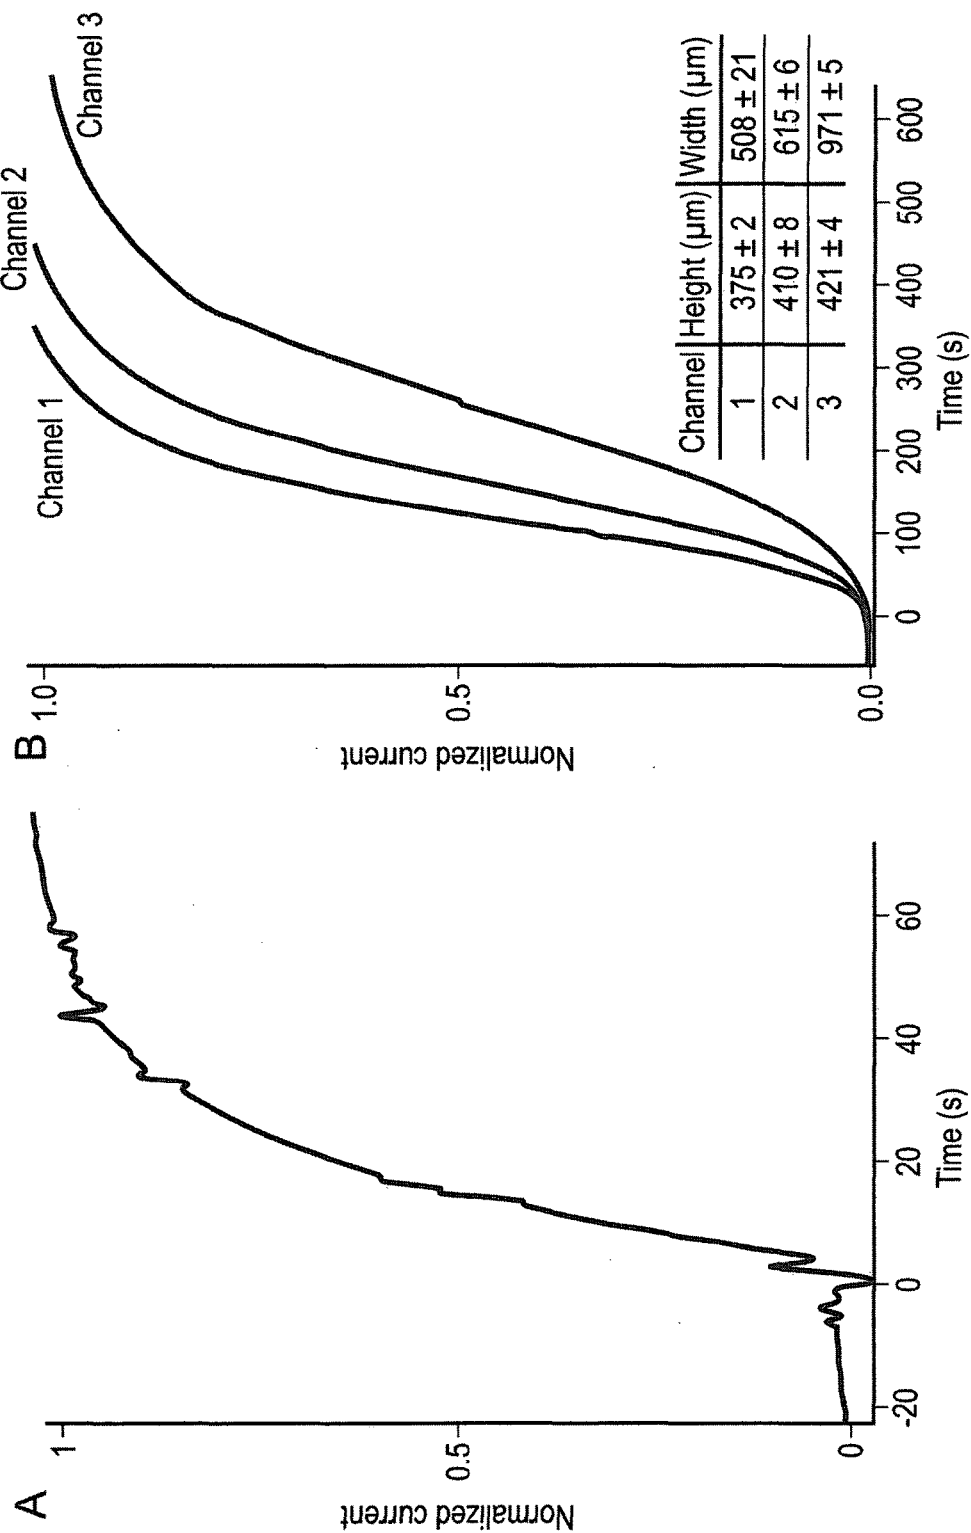 A
Normalized current
1
0.5
0
-20 0 20 40 60
Time (s)
B
Normalized current
1.0
0.5
0.0
Channel 1
Channel 2
Channel 3
Channel Height (μm) Width (μm)
1 375 ± 2 508 ± 21
2 410 ± 8 615 ± 6
3 421 ± 4 971 ± 5
0 100 200 300 400 500 600
Time (s)